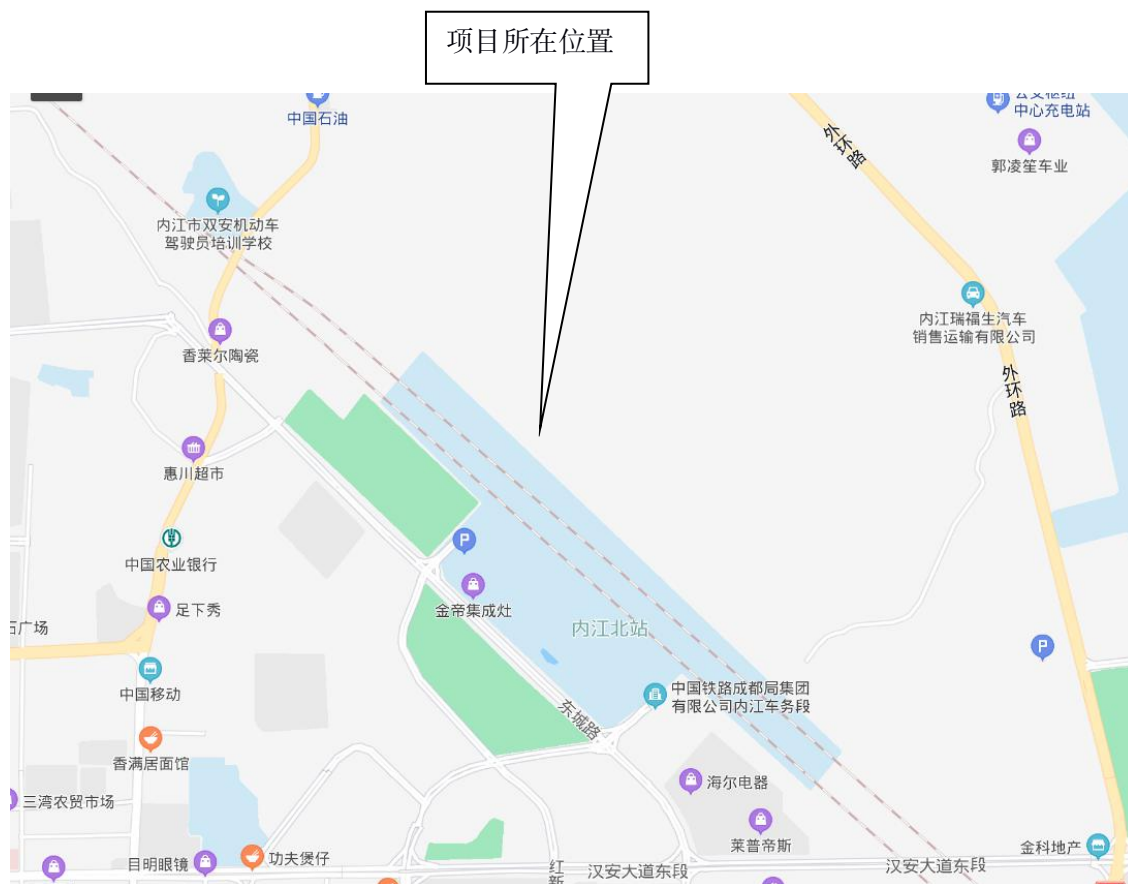 项目所在位置
中国石油
中心充电站
郭凌笙车业
外环路
内江市双安机动车
驾驶员培训学校
内江瑞福生汽车
销售运输有限公司
香莱尔陶瓷
外环路
惠川超市
中国农业银行
P
足下秀
金帝集成灶
石广场
内江北站
P
中国移动
中国铁路成都局集团
有限公司内江车务段
东城路
香满居面馆
海尔电器
三湾农贸市场
莱普帝斯
金科地产
目明眼镜
功夫煲仔
红新
汉安大道东段
汉安大道东段